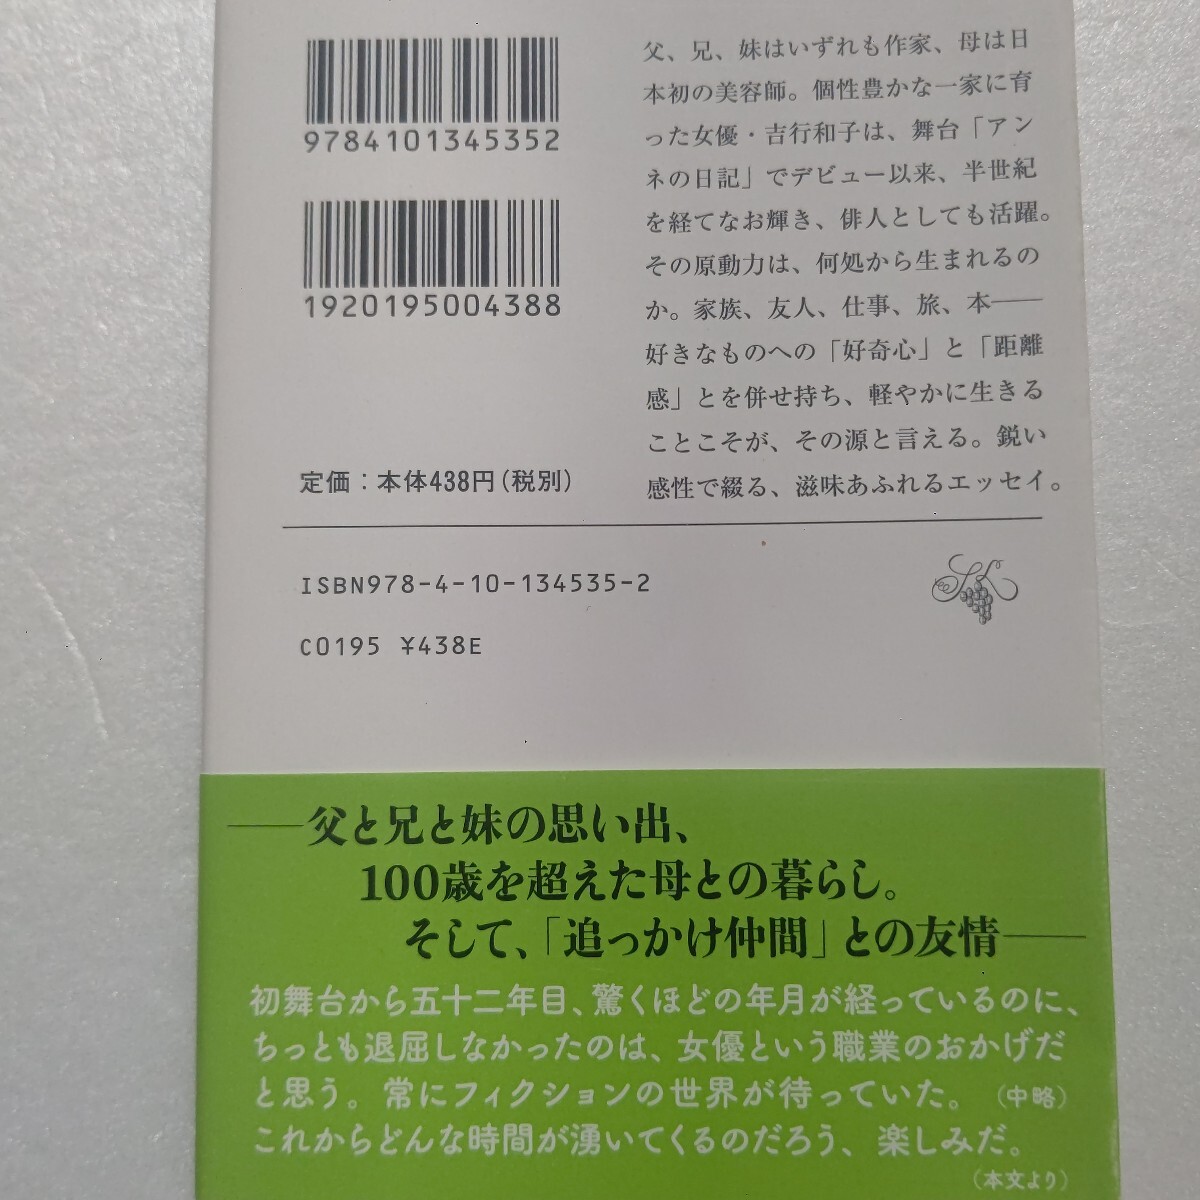 9784101345352
1920195004388
定価：本体438円(税別)
父、兄、妹はいずれも作家、母は日
本初の美容師。個性豊かな一家に育
った女優・吉行和子は、舞台「アン
ネの日記」でデビュー以来、半世紀
を経てなお輝き、俳人としても活躍。
その原動力は、何処から生まれるの
か。家族、友人、仕事、旅、本──
好きなものへの「好奇心」と「距離
感」とを併せ持ち、軽やかに生きる
ことこそが、その源と言える。鋭い
感性で綴る、滋味あふれるエッセイ。
ISBN978-4-10-134535-2
C0195 ¥438E
──父と兄と妹の思い出、
100歳を超えた母との暮らし。
そして、「追っかけ仲間」との友情──
初舞台から五十二年目、驚くほどの年月が経っているのに、
ちっとも退屈しなかったのは、女優という職業のおかげだ
と思う。常にフィクションの世界が待っていた。（中略）
これからどんな時間が湧いてくるのだろう、楽しみだ。
（本文より）